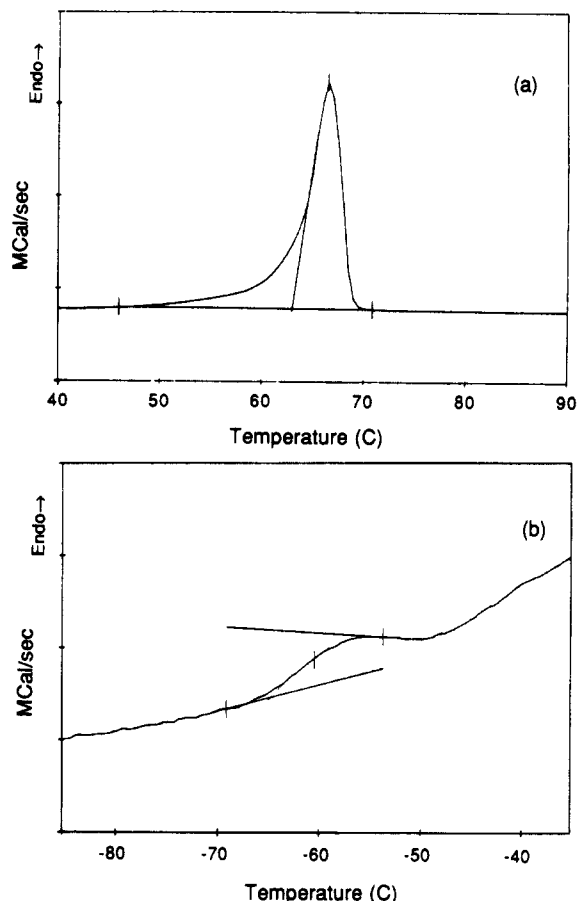 Endo→
(a)
MCal/sec
40 50 60 70 80 90
Temperature (C)
Endo→
(b)
MCal/sec
-80 -70 -60 -50 -40
Temperature (C)